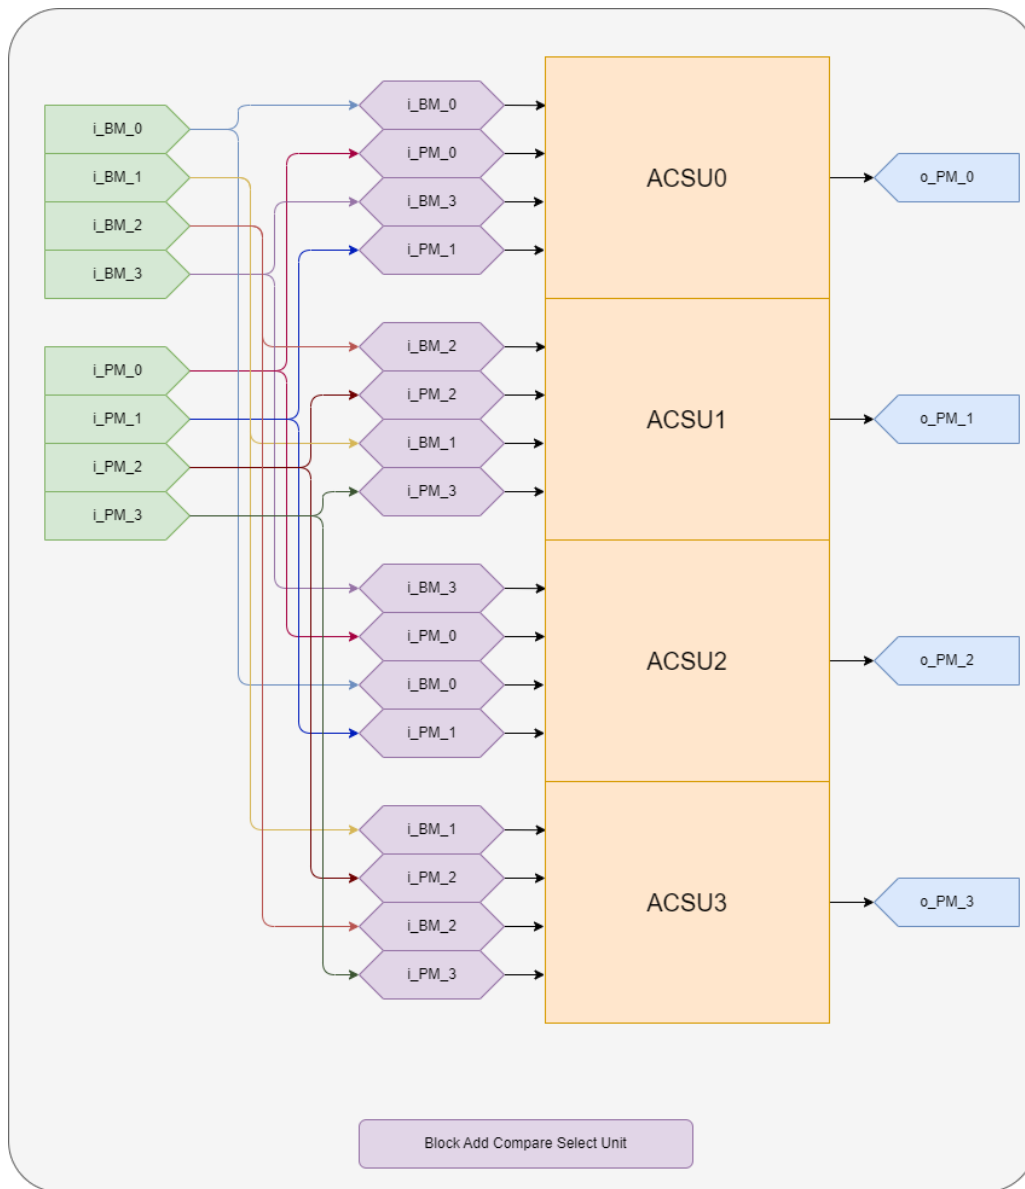 i_BM_0
i_BM_1
i_BM_2
i_BM_3
i_PM_0
i_PM_1
i_PM_2
i_PM_3
i_BM_0
i_PM_0
i_BM_3
i_PM_1
i_BM_2
i_PM_2
i_BM_1
i_PM_3
i_BM_3
i_PM_0
i_BM_0
i_PM_1
i_BM_1
i_PM_2
i_BM_2
i_PM_3
ACSU0
ACSU1
ACSU2
ACSU3
o_PM_0
o_PM_1
o_PM_2
o_PM_3
Block Add Compare Select Unit